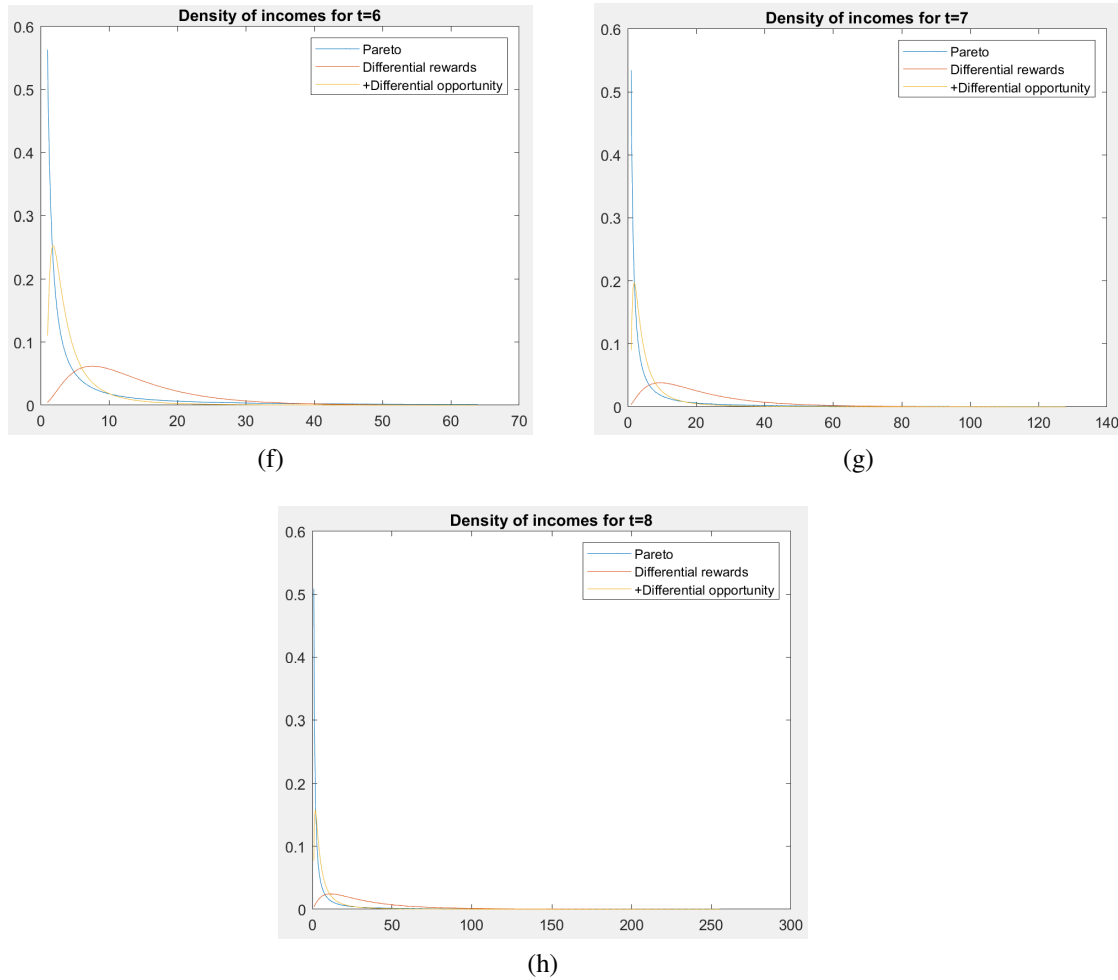 Density of incomes for t=6
0.6
0.5
0.4
0.3
0.2
0.1
0
0 10 20 30 40 50 60 70
Pareto
Differential rewards
+Differential opportunity
(f)
Density of incomes for t=7
0.6
0.5
0.4
0.3
0.2
0.1
0
0 20 40 60 80 100 120 140
Pareto
Differential rewards
+Differential opportunity
(g)
Density of incomes for t=8
0.6
0.5
0.4
0.3
0.2
0.1
0
0 50 100 150 200 250 300
Pareto
Differential rewards
+Differential opportunity
(h)